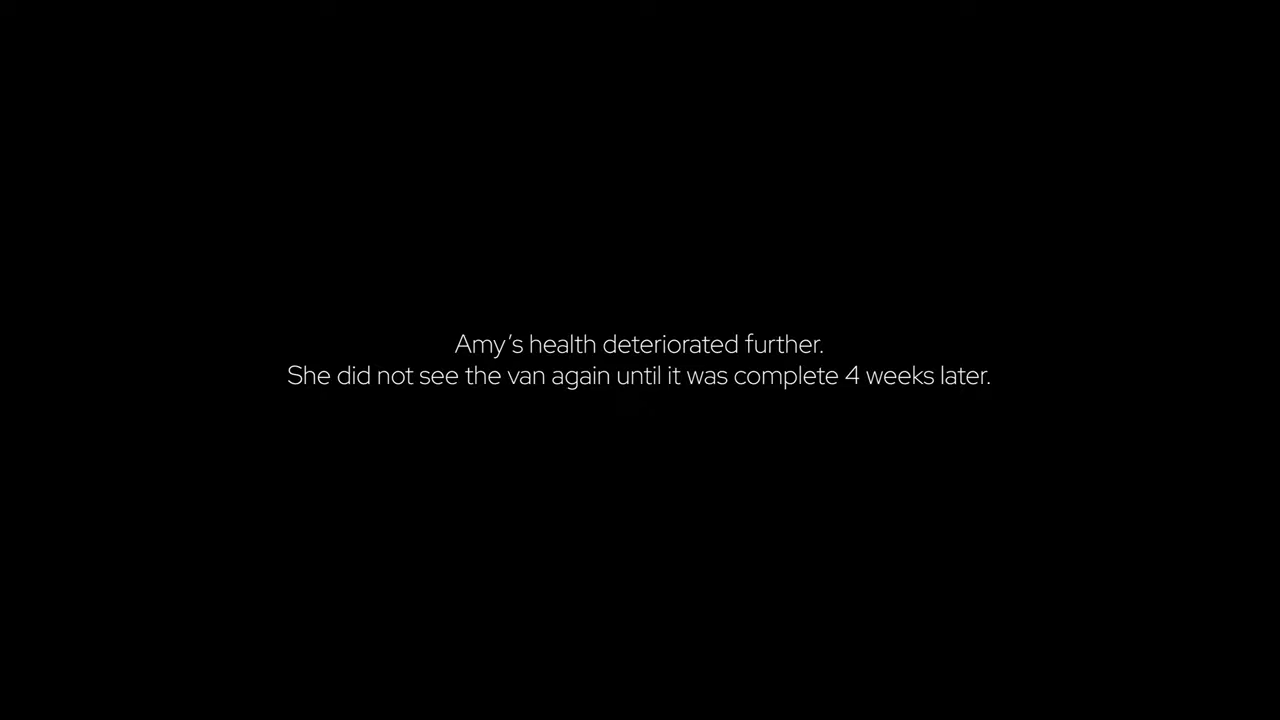 Amy’s health deteriorated further.
She did not see the van again until it was complete 4 weeks later.